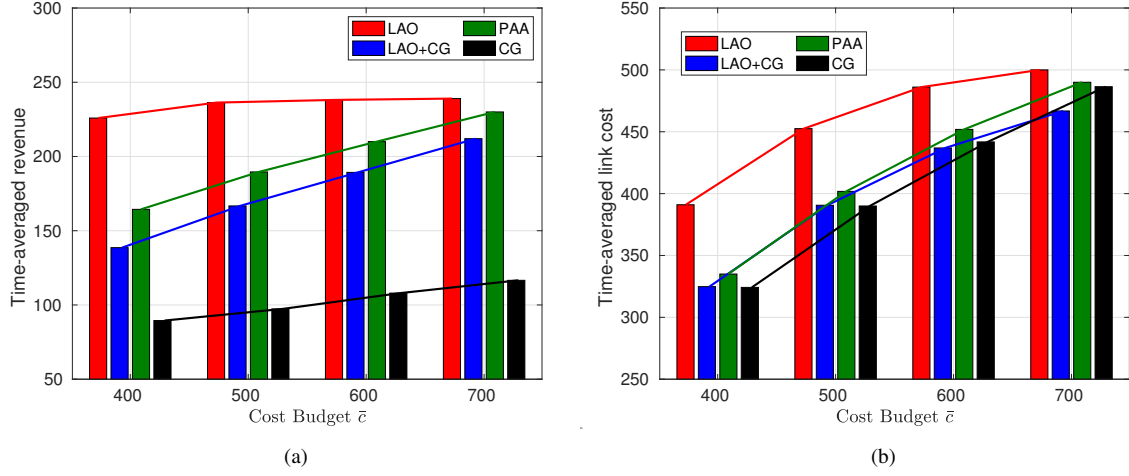 300
250
200
150
100
50
Time-averaged revenue
LAO
PAA
LAO+CG
CG
400
500
600
700
Cost Budget c̄
(a)
550
500
450
400
350
300
250
Time-averaged link cost
LAO
PAA
LAO+CG
CG
400
500
600
700
Cost Budget c̄
(b)